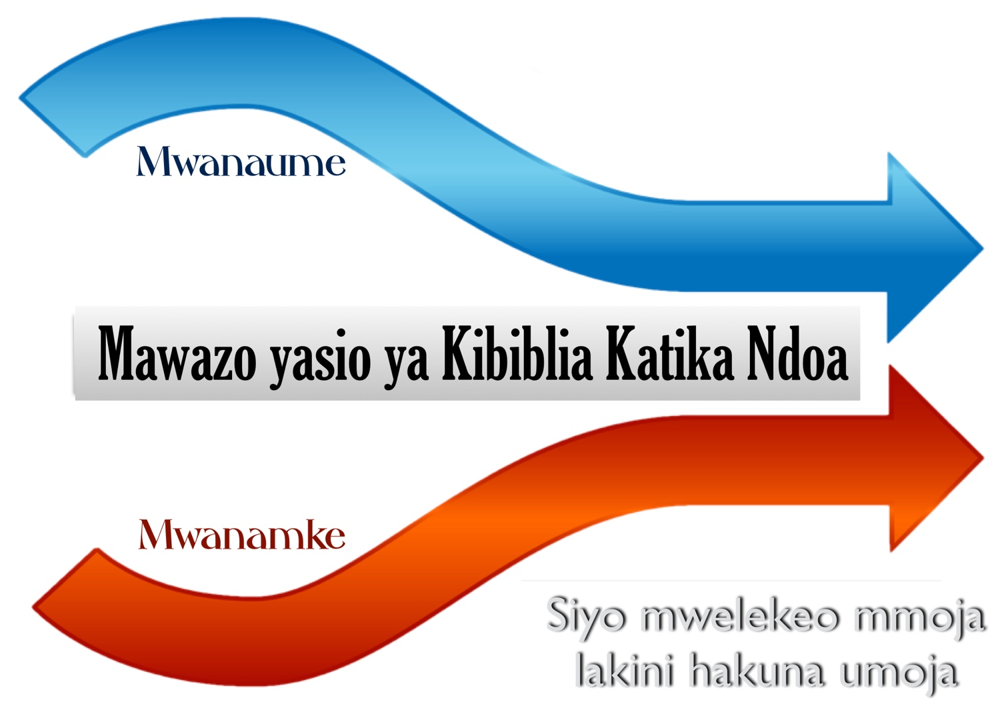 Mwanaume
Mawazo yasio ya Kibiblia Katika Ndoa
Mwanamke
Siyo mwelekeo mmoja
lakini hakuna umoja